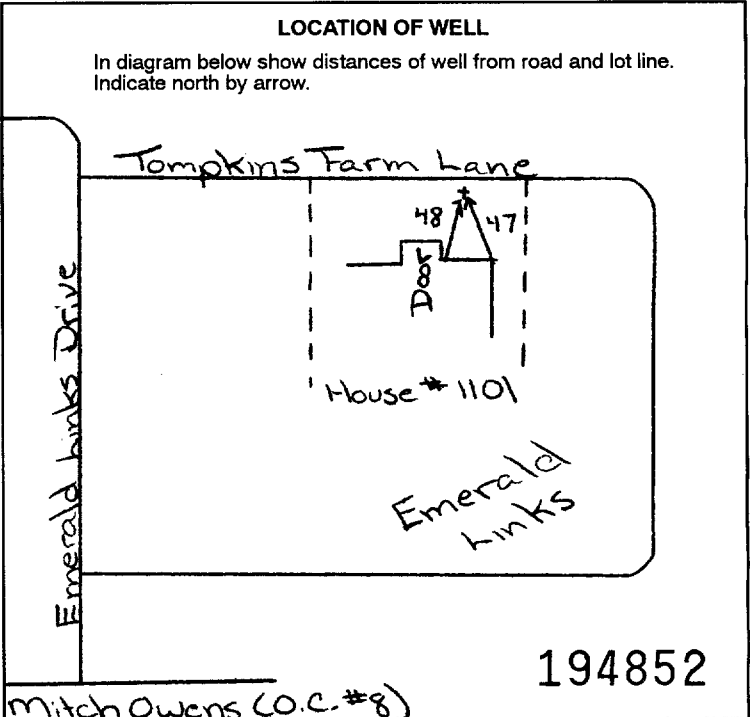 LOCATION OF WELL
In diagram below show distances of well from road and lot line.
Indicate north by arrow.
Tompkins Farm Lane
48 47
Door
Emerald Links Drive
House # 1101
Emerald
Links
194852
Mitch Owens (O.C. #8)